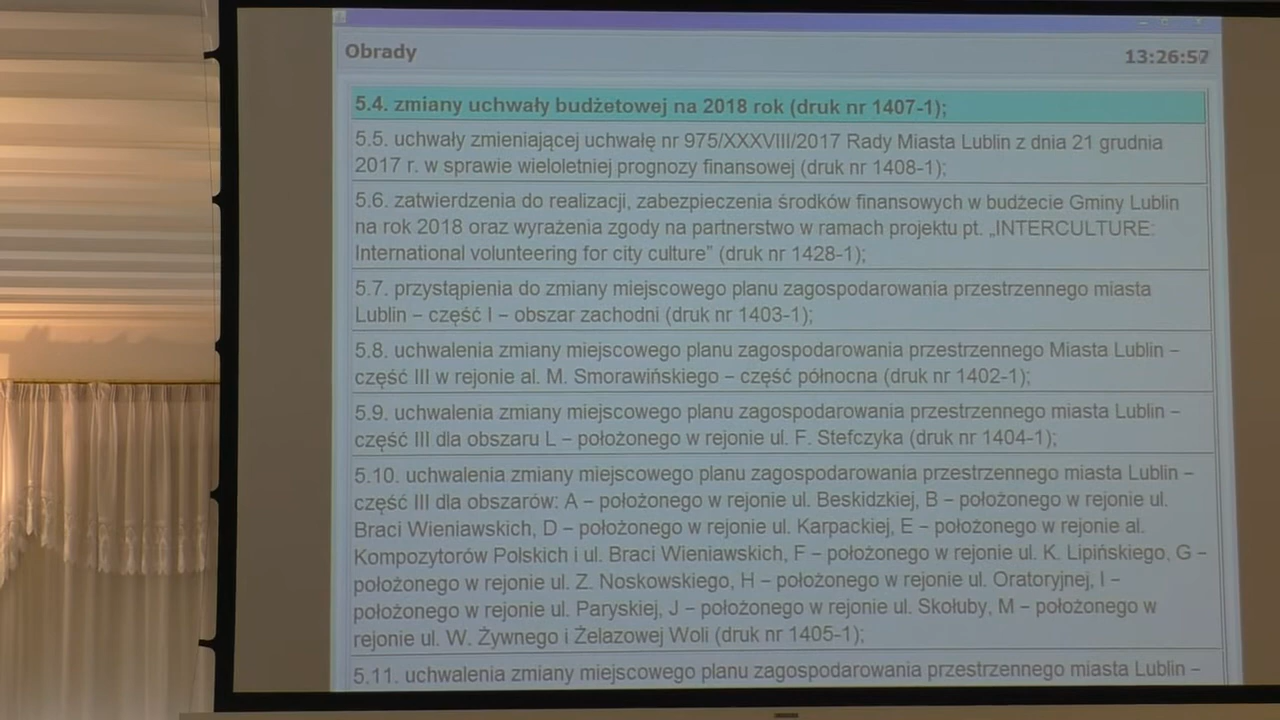 Obrady
13:26:57
5.4. zmiany uchwały budżetowej na 2018 rok (druk nr 1407-1);
5.5. uchwały zmieniającej uchwałę nr 975/XXXVIII/2017 Rady Miasta Lublin z dnia 21 grudnia
2017 r. w sprawie wieloletniej prognozy finansowej (druk nr 1408-1);
5.6. zatwierdzenia do realizacji, zabezpieczenia środków finansowych w budżecie Gminy Lublin
na rok 2018 oraz wyrażenia zgody na partnerstwo w ramach projektu pt. „INTERCULTURE:
International volunteering for city culture” (druk nr 1428-1);
5.7. przystąpienia do zmiany miejscowego planu zagospodarowania przestrzennego miasta
Lublin – część I – obszar zachodni (druk nr 1403-1);
5.8. uchwalenia zmiany miejscowego planu zagospodarowania przestrzennego Miasta Lublin –
część III w rejonie al. M. Smorawińskiego – część północna (druk nr 1402-1);
5.9. uchwalenia zmiany miejscowego planu zagospodarowania przestrzennego miasta Lublin –
część III dla obszaru L – położonego w rejonie ul. F. Stefczyka (druk nr 1404-1);
5.10. uchwalenia zmiany miejscowego planu zagospodarowania przestrzennego miasta Lublin –
część III dla obszarów: A – położonego w rejonie ul. Beskidzkiej, B – położonego w rejonie ul.
Braci Wieniawskich, D – położonego w rejonie ul. Karpackiej, E – położonego w rejonie al.
Kompozytorów Polskich i ul. Braci Wieniawskich, F – położonego w rejonie ul. K. Lipińskiego, G –
położonego w rejonie ul. Z. Noskowskiego, H – położonego w rejonie ul. Oratoryjnej, I –
położonego w rejonie ul. Paryskiej, J – położonego w rejonie ul. Skołuby, M – położonego w
rejonie ul. W. Żywnego i Żelazowej Woli (druk nr 1405-1);
5.11. uchwalenia zmiany miejscowego planu zagospodarowania przestrzennego miasta Lublin –